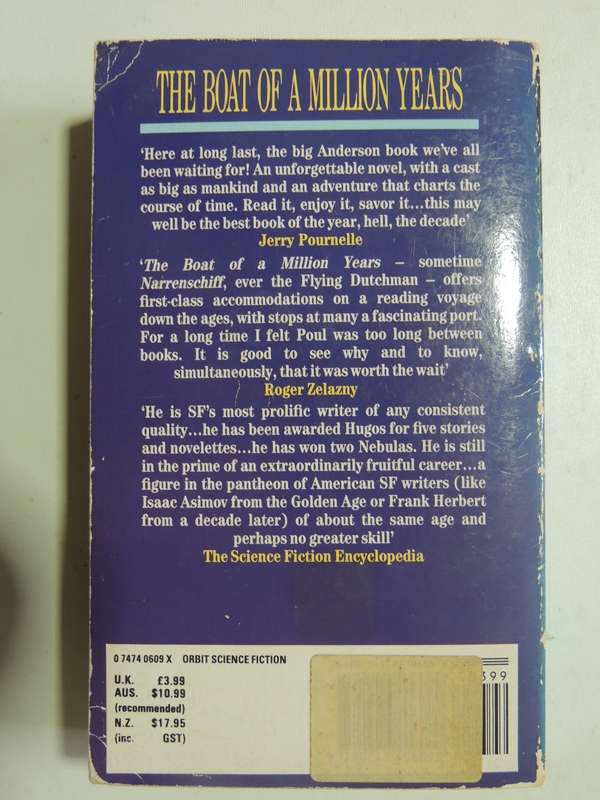 THE BOAT OF A MILLION YEARS
'Here at long last, the big Anderson book we've all
been waiting for! An unforgettable novel, with a cast
as big as mankind and an adventure that charts the
course of time. Read it, enjoy it, savor it...this may
well be the best book of the year, hell, the decade'
Jerry Pournelle
'The Boat of a Million Years – sometime
Narrenschiff, ever the Flying Dutchman – offers
first-class accommodations on a reading voyage
down the ages, with stops at many a fascinating port.
For a long time I felt Poul was too long between
books. It is good to see why and to know,
simultaneously, that it was worth the wait'
Roger Zelazny
'He is SF's most prolific writer of any consistent
quality...he has been awarded Hugos for five stories
and novelettes...he has won two Nebulas. He is still
in the prime of an extraordinarily fruitful career...a
figure in the pantheon of American SF writers (like
Isaac Asimov from the Golden Age or Frank Herbert
from a decade later) of about the same age and
perhaps no greater skill'
The Science Fiction Encyclopedia
0 7474 0609 X ORBIT SCIENCE FICTION
U.K. £3.99
AUS. $10.99
(recommended)
N.Z. $17.95
(inc. GST)
399